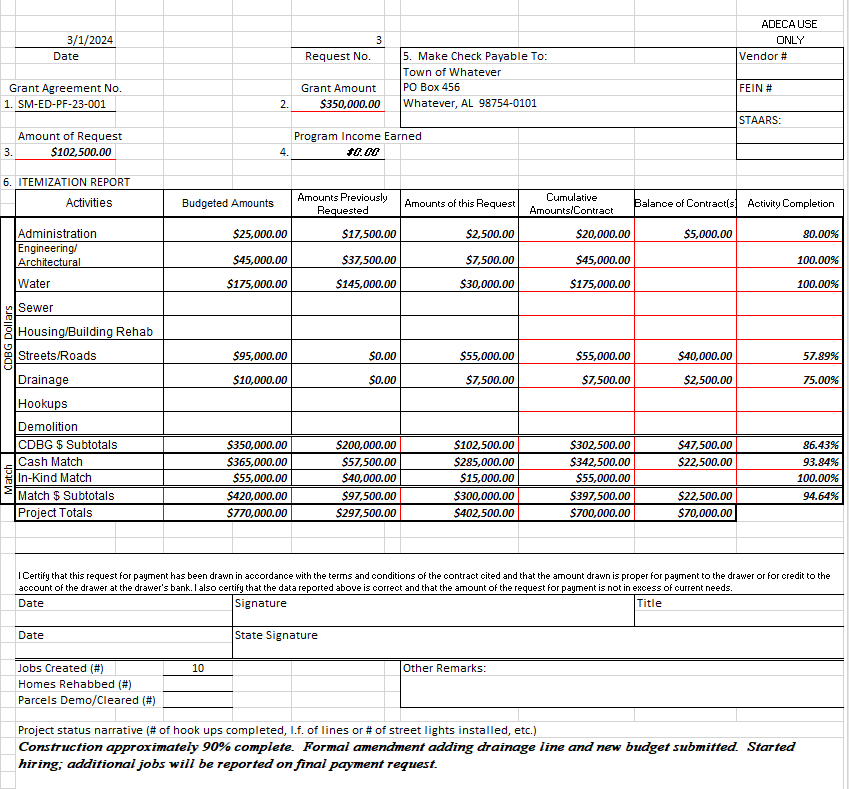 ADECA USE
3/1/2024 3 ONLY
Date Request No. 5. Make Check Payable To: Vendor #
Town of Whatever
Grant Agreement No. Grant Amount PO Box 456 FEIN #
1. SM-ED-PF-23-001 2. $350,000.00 Whatever, AL 98754-0101
STAARS:
Amount of Request Program Income Earned
3. $102,500.00 4. $0.00
6. ITEMIZATION REPORT
Activities Budgeted Amounts Amounts Previously Requested Amounts of this Request Cumulative Amounts/Contract Balance of Contract(s) Activity Completion
CDBG Dollars
Administration $25,000.00 $17,500.00 $2,500.00 $20,000.00 $5,000.00 80.00%
Engineering/
Architectural $45,000.00 $37,500.00 $7,500.00 $45,000.00 100.00%
Water $175,000.00 $145,000.00 $30,000.00 $175,000.00 100.00%
Sewer
Housing/Building Rehab
Streets/Roads $95,000.00 $0.00 $55,000.00 $55,000.00 $40,000.00 57.89%
Drainage $10,000.00 $0.00 $7,500.00 $7,500.00 $2,500.00 75.00%
Hookups
Demolition
CDBG $ Subtotals $350,000.00 $200,000.00 $102,500.00 $302,500.00 $47,500.00 86.43%
Match
Cash Match $365,000.00 $57,500.00 $285,000.00 $342,500.00 $22,500.00 93.84%
In-Kind Match $55,000.00 $40,000.00 $15,000.00 $55,000.00 100.00%
Match $ Subtotals $420,000.00 $97,500.00 $300,000.00 $397,500.00 $22,500.00 94.64%
Project Totals $770,000.00 $297,500.00 $402,500.00 $700,000.00 $70,000.00
I Certify that this request for payment has been drawn in accordance with the terms and conditions of the contract cited and that the amount drawn is proper for payment to the drawer or for credit to the
account of the drawer at the drawer's bank. I also certify that the data reported above is correct and that the amount of the request for payment is not in excess of current needs.
Date Signature Title
Date State Signature
Jobs Created (#) 10 Other Remarks:
Homes Rehabbed (#)
Parcels Demo/Cleared (#)
Project status narrative (# of hook ups completed, l.f. of lines or # of street lights installed, etc.)
Construction approximately 90% complete. Formal amendment adding drainage line and new budget submitted. Started
hiring; additional jobs will be reported on final payment request.